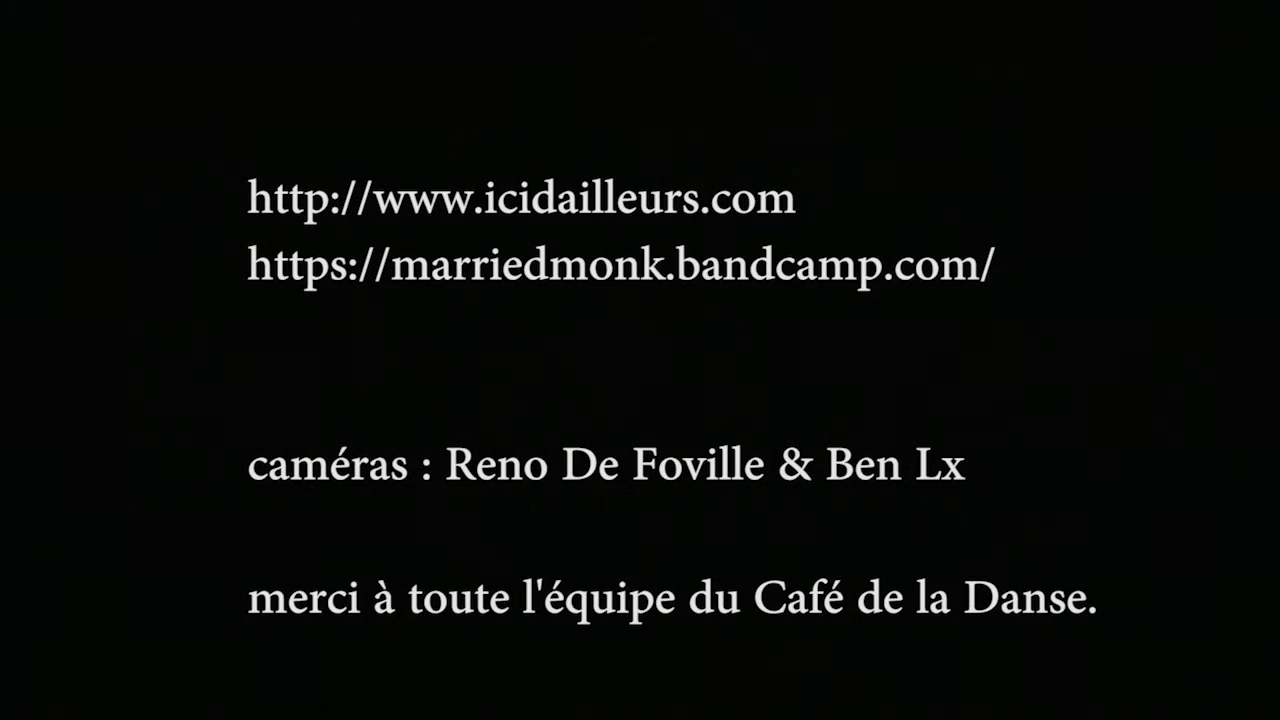 http://www.icidailleurs.com
https://marriedmonk.bandcamp.com/
caméras : Reno De Foville & Ben Lx
merci à toute l'équipe du Café de la Danse.